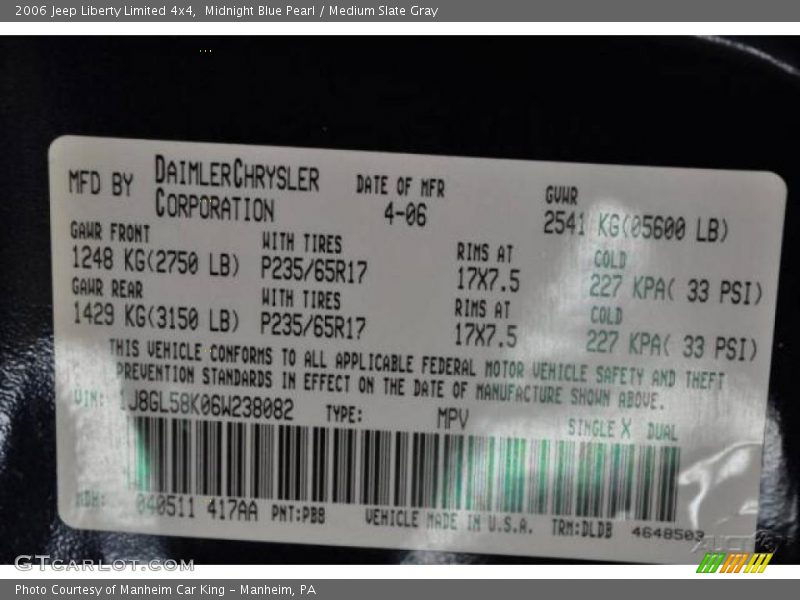 2006 Jeep Liberty Limited 4x4,  Midnight Blue Pearl / Medium Slate Gray
MFD BY DAIMLERCHRYSLER CORPORATION
DATE OF MFR 4-06
GVWR 2541 KG(05600 LB)
GAWR FRONT WITH TIRES RIMS AT COLD
1248 KG(2750 LB) P235/65R17 17X7.5 227 KPA( 33 PSI)
GAWR REAR WITH TIRES RIMS AT COLD
1429 KG(3150 LB) P235/65R17 17X7.5 227 KPA( 33 PSI)
THIS VEHICLE CONFORMS TO ALL APPLICABLE FEDERAL MOTOR VEHICLE SAFETY AND THEFT
PREVENTION STANDARDS IN EFFECT ON THE DATE OF MANUFACTURE SHOWN ABOVE.
VIN: 1J8GL58K06W238082 TYPE: MPV SINGLE X DUAL
MDH: 040511 417AA PNT:PB8 VEHICLE MADE IN U.S.A. TRM:DLDB 4648503
GTCarLot.com
Photo Courtesy of Manheim Car King - Manheim, PA